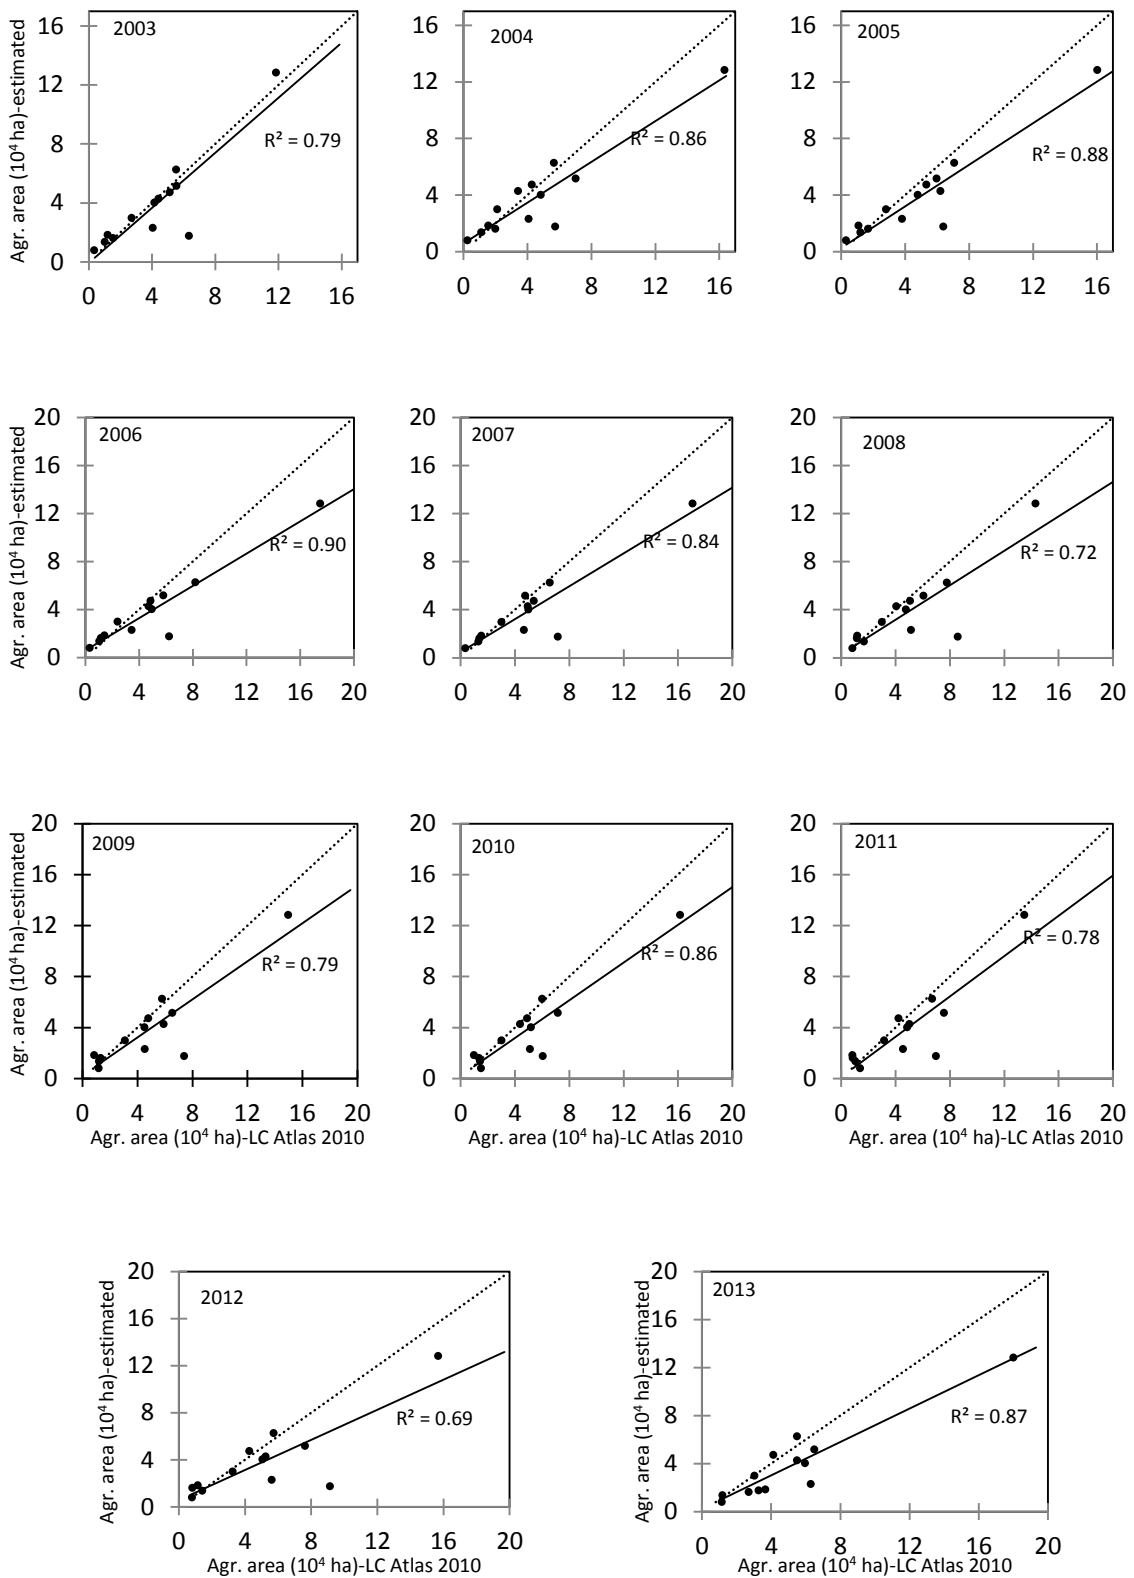 16
12
8
4
0
0 4 8 12 16
2003
R² = 0.79
Agr. area (10⁴ ha)-estimated
16
12
8
4
0
0 4 8 12 16
2004
R² = 0.86
16
12
8
4
0
0 4 8 12 16
2005
R² = 0.88
20
16
12
8
4
0
0 4 8 12 16 20
2006
R² = 0.90
Agr. area (10⁴ ha)-estimated
20
16
12
8
4
0
0 4 8 12 16 20
2007
R² = 0.84
20
16
12
8
4
0
0 4 8 12 16 20
2008
R² = 0.72
20
16
12
8
4
0
0 4 8 12 16 20
2009
R² = 0.79
Agr. area (10⁴ ha)-estimated
Agr. area (10⁴ ha)-LC Atlas 2010
20
16
12
8
4
0
0 4 8 12 16 20
2010
R² = 0.86
Agr. area (10⁴ ha)-LC Atlas 2010
20
16
12
8
4
0
0 4 8 12 16 20
2011
R² = 0.78
Agr. area (10⁴ ha)-LC Atlas 2010
20
16
12
8
4
0
0 4 8 12 16 20
2012
R² = 0.69
Agr. area (10⁴ ha)-estimated
Agr. area (10⁴ ha)-LC Atlas 2010
20
16
12
8
4
0
0 4 8 12 16 20
2013
R² = 0.87
Agr. area (10⁴ ha)-estimated
Agr. area (10⁴ ha)-LC Atlas 2010